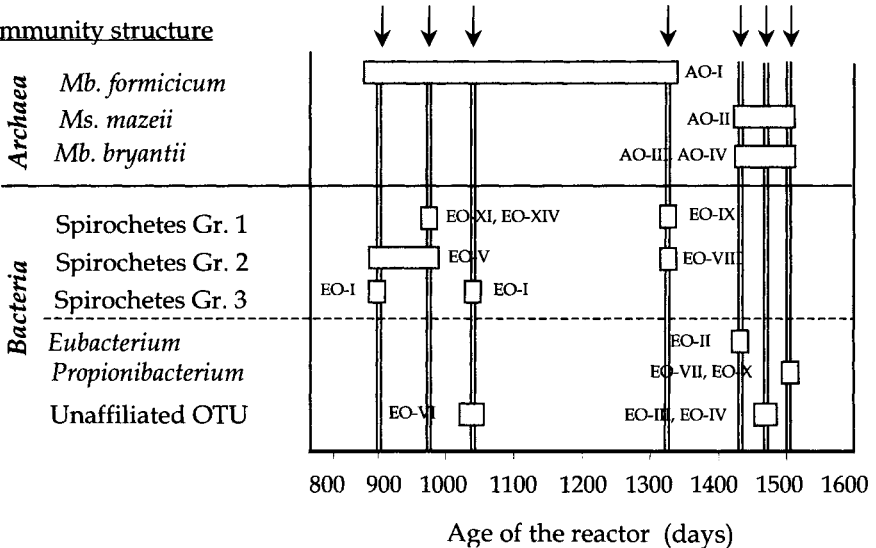 mmunity structure
Archaea
Mb. formicicum AO-I
Ms. mazeii AO-II
Mb. bryantii AO-III, AO-IV
Bacteria
Spirochetes Gr. 1 EO-XI, EO-XIV EO-IX
Spirochetes Gr. 2 EO-V EO-VIII
Spirochetes Gr. 3 EO-I EO-I
Eubacterium EO-II
Propionibacterium EO-VII, EO-X
Unaffiliated OTU EO-VI EO-III, EO-IV
800 900 1000 1100 1200 1300 1400 1500 1600
Age of the reactor (days)